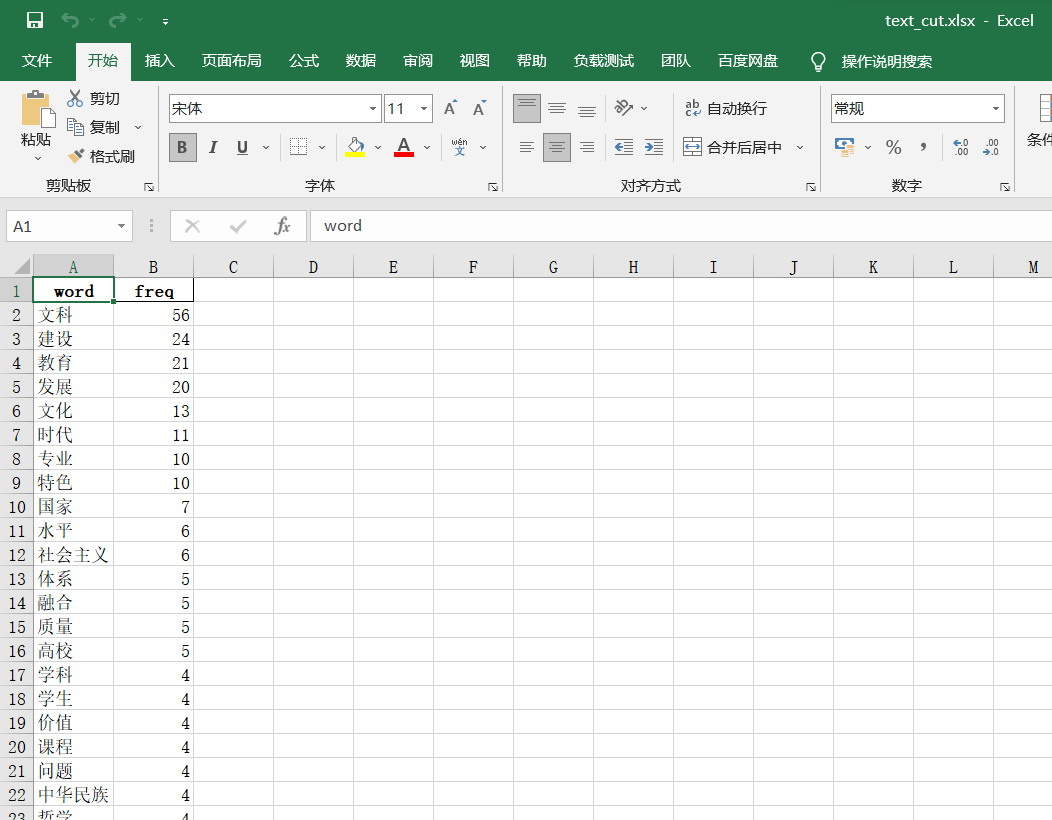 text_cut.xlsx - Excel
文件 开始 插入 页面布局 公式 数据 审阅 视图 帮助 负载测试 团队 百度网盘 操作说明搜索
粘贴 剪切 复制 格式刷 剪贴板
宋体 11 A A
B I U A wén 文 字体
ab 自动换行 合并后居中 对齐方式
常规 % , .0 .00 .00 .0 数字
条件
A1 fx word
A B C D E F G H I J K L M
1 word freq
2 文科 56
3 建设 24
4 教育 21
5 发展 20
6 文化 13
7 时代 11
8 专业 10
9 特色 10
10 国家 7
11 水平 6
12 社会主义 6
13 体系 5
14 融合 5
15 质量 5
16 高校 5
17 学科 4
18 学生 4
19 价值 4
20 课程 4
21 问题 4
22 中华民族 4
23 哲学 4